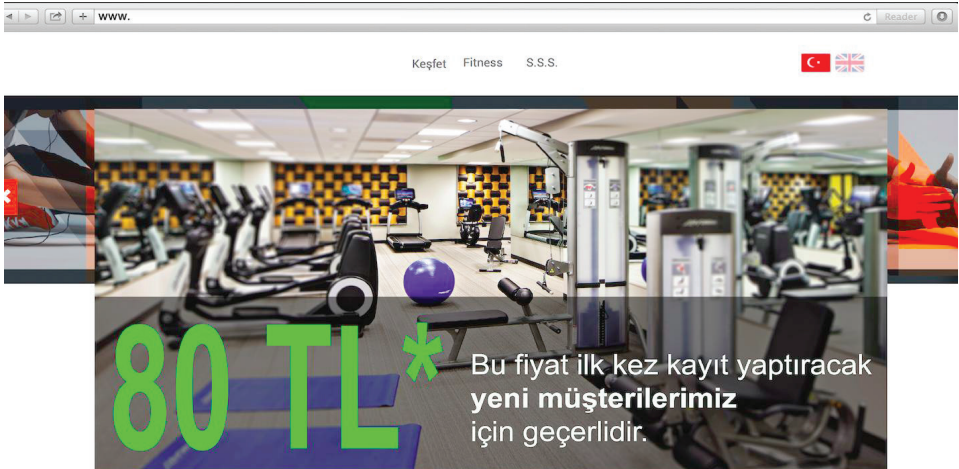 www.
Reader
Keşfet Fitness S.S.S.
80 TL*
Bu fiyat ilk kez kayıt yaptıracak
yeni müşterilerimiz
için geçerlidir.